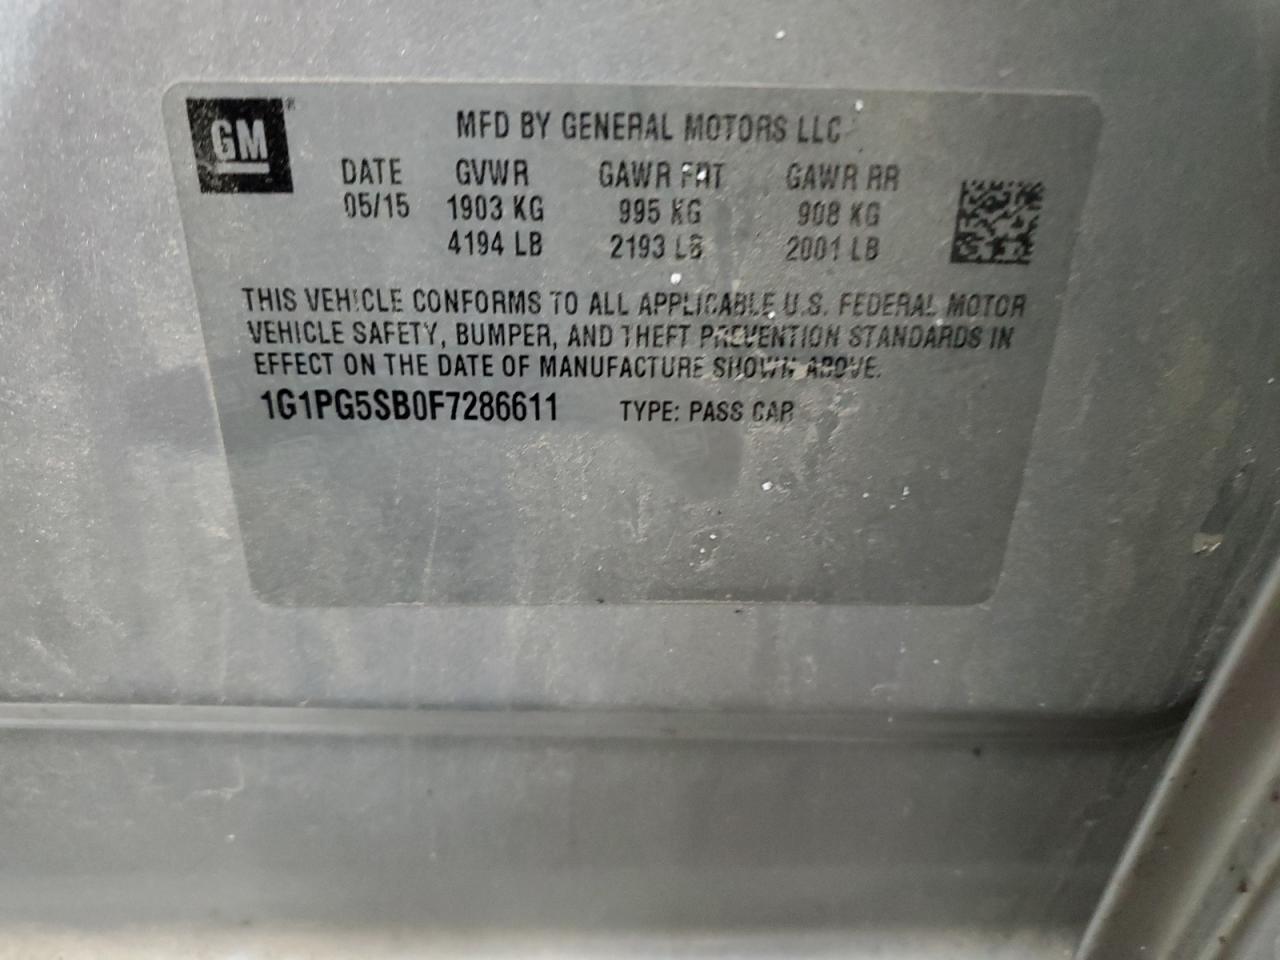 GM®
MFD BY GENERAL MOTORS LLC
DATE GVWR GAWR FRT GAWR RR
05/15 1903 KG 995 KG 908 KG
4194 LB 2193 LB 2001 LB
THIS VEHICLE CONFORMS TO ALL APPLICABLE U.S. FEDERAL MOTOR
VEHICLE SAFETY, BUMPER, AND THEFT PREVENTION STANDARDS IN
EFFECT ON THE DATE OF MANUFACTURE SHOWN ABOVE.
1G1PG5SB0F7286611 TYPE: PASS CAR